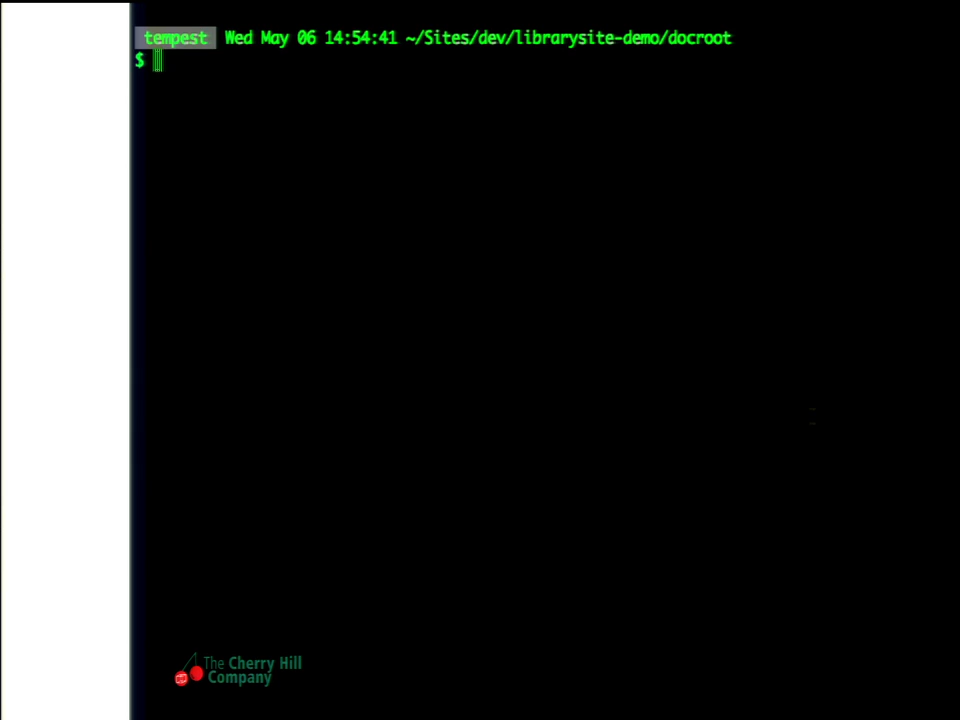 tempest Wed May 06 14:54:41 ~/Sites/dev/librarysite-demo/docroot
$
The Cherry Hill
Company